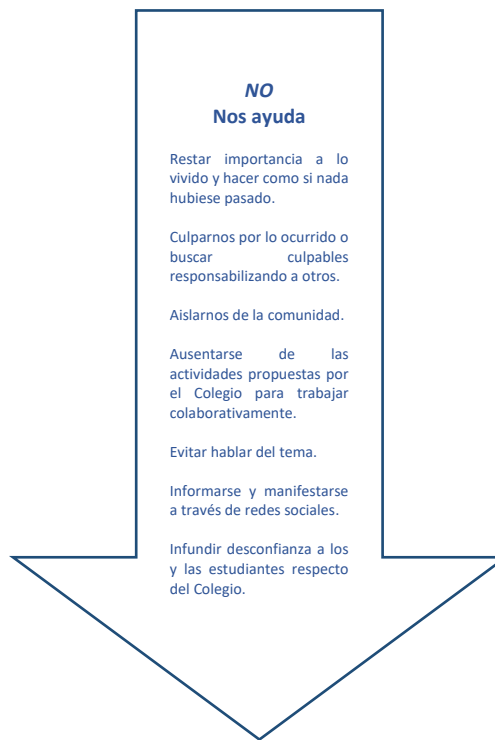 NO
Nos ayuda
Restar importancia a lo
vivido y hacer como si nada
hubiese pasado.
Culparnos por lo ocurrido o
buscar culpables
responsabilizando a otros.
Aislarnos de la comunidad.
Ausentarse de las
actividades propuestas por
el Colegio para trabajar
colaborativamente.
Evitar hablar del tema.
Informarse y manifestarse
a través de redes sociales.
Infundir desconfianza a los
y las estudiantes respecto
del Colegio.